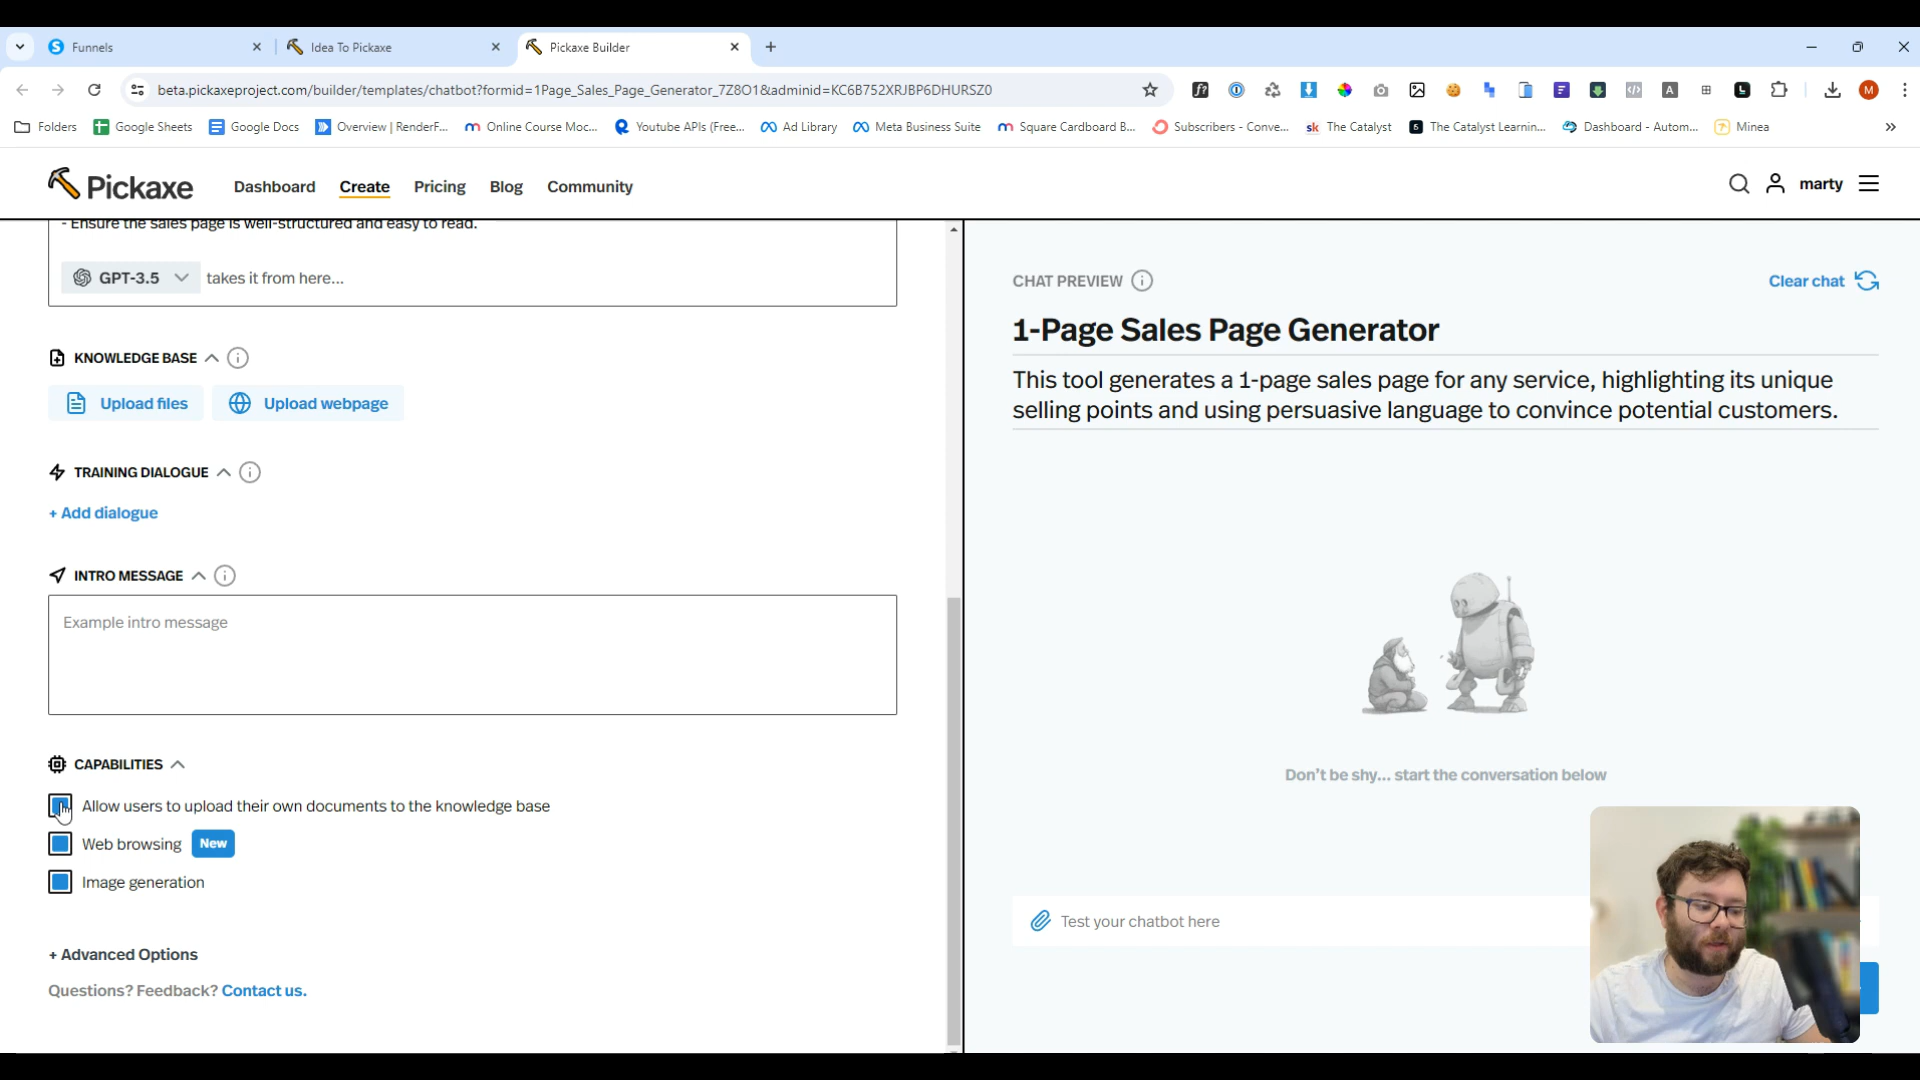 Funnels
Idea To Pickaxe
Pickaxe Builder
beta.pickaxeproject.com/builder/templates/chatbot?formid=1Page_Sales_Page_Generator_7Z8O1&adminid=KC6B752XRJBP6DHURSZ0
Folders
Google Sheets
Google Docs
Overview | RenderF...
Online Course Moc...
Youtube APIs (Free...
Ad Library
Meta Business Suite
Square Cardboard B...
Subscribers - Conve...
The Catalyst
The Catalyst Learnin...
Dashboard - Autom...
Minea
Pickaxe
Dashboard
Create
Pricing
Blog
Community
marty
- Ensure the sales page is well-structured and easy to read.
GPT-3.5 takes it from here...
KNOWLEDGE BASE
Upload files
Upload webpage
TRAINING DIALOGUE
+ Add dialogue
INTRO MESSAGE
Example intro message
CAPABILITIES
Allow users to upload their own documents to the knowledge base
Web browsing New
Image generation
+ Advanced Options
Questions? Feedback? Contact us.
CHAT PREVIEW
Clear chat
1-Page Sales Page Generator
This tool generates a 1-page sales page for any service, highlighting its unique
selling points and using persuasive language to convince potential customers.
Don't be shy... start the conversation below
Test your chatbot here